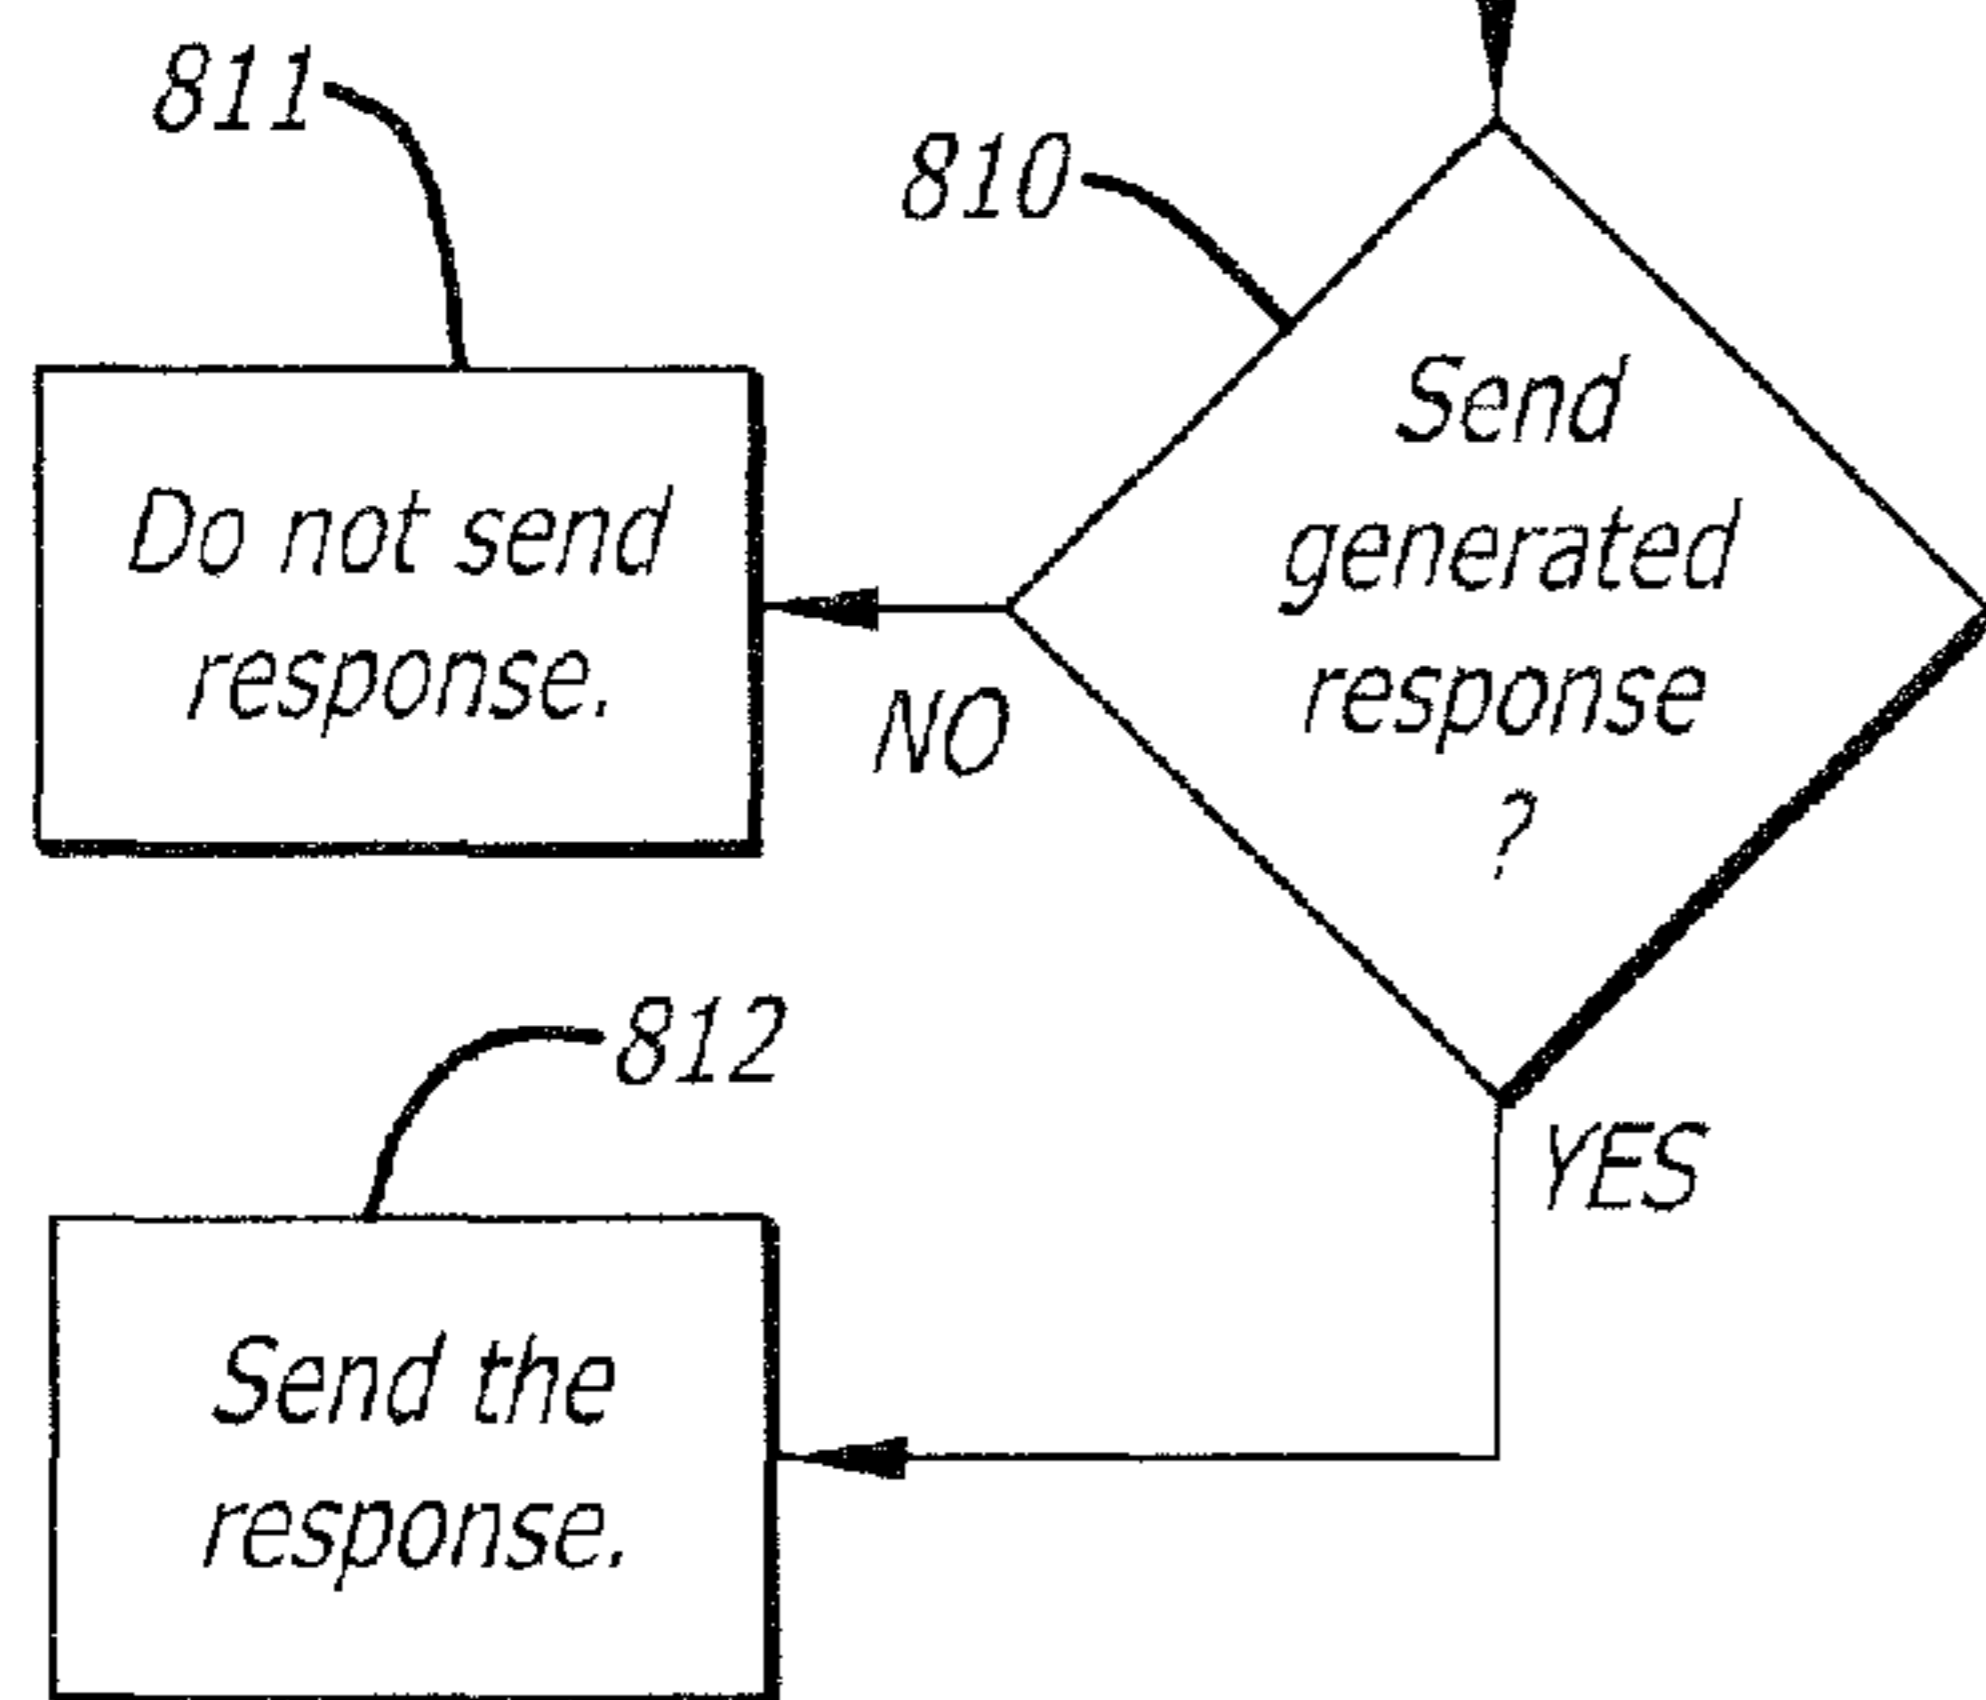 811
810
Send
generated
response
?
Do not send
response.
NO
812
YES
Send the
response.